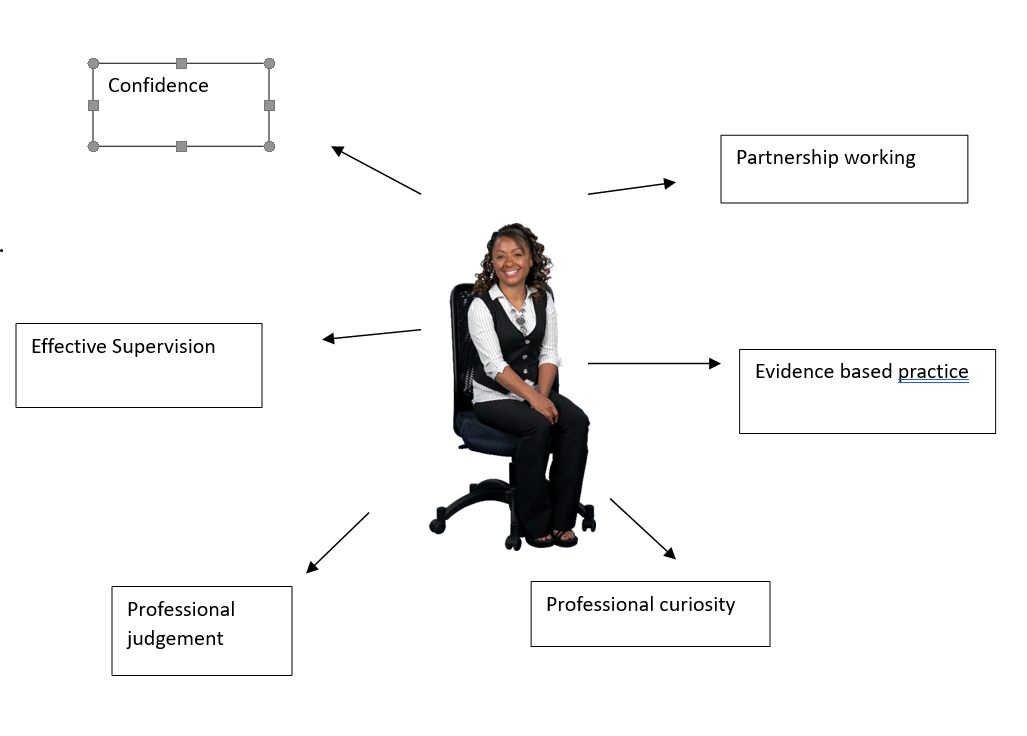 Confidence
Partnership working
Effective Supervision
Evidence based practice
Professional
judgement
Professional curiosity